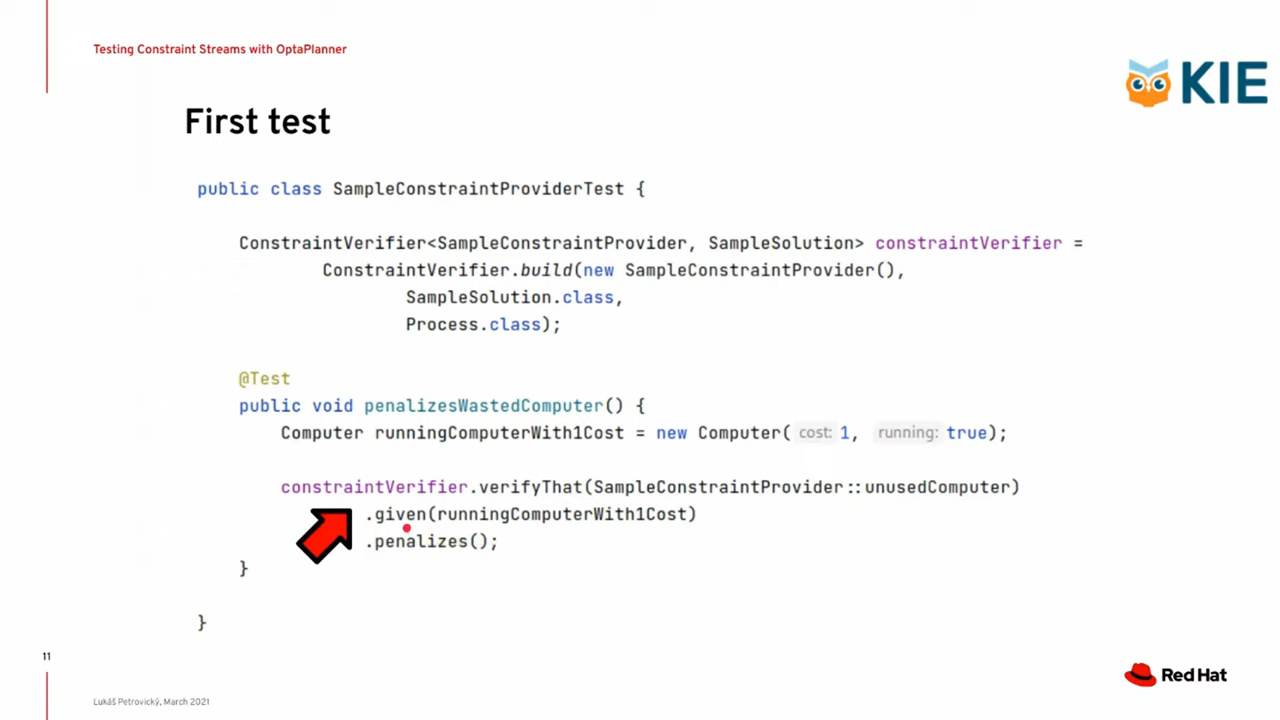 Testing Constraint Streams with OptaPlanner
KIE
First test
public class SampleConstraintProviderTest {
ConstraintVerifier<SampleConstraintProvider, SampleSolution> constraintVerifier =
ConstraintVerifier.build(new SampleConstraintProvider(),
SampleSolution.class,
Process.class);
@Test
public void penalizesWastedComputer() {
Computer runningComputerWith1Cost = new Computer( cost: 1, running: true);
constraintVerifier.verifyThat(SampleConstraintProvider::unusedComputer)
.given(runningComputerWith1Cost)
.penalizes();
}
}
11
Red Hat
Lukáš Petrovický, March 2021